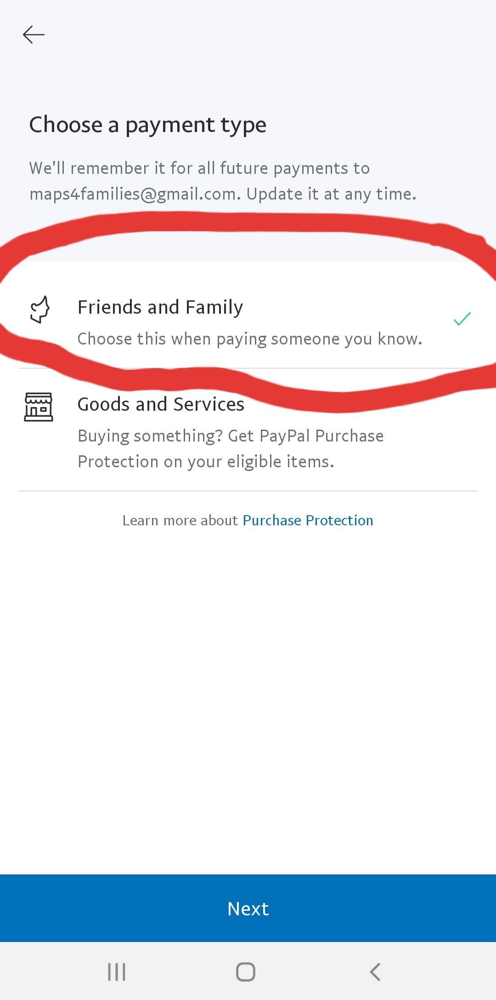 Choose a payment type
We'll remember it for all future payments to
maps4families@gmail.com. Update it at any time.
Friends and Family
Choose this when paying someone you know.
Goods and Services
Buying something? Get PayPal Purchase
Protection on your eligible items.
Learn more about Purchase Protection
Next